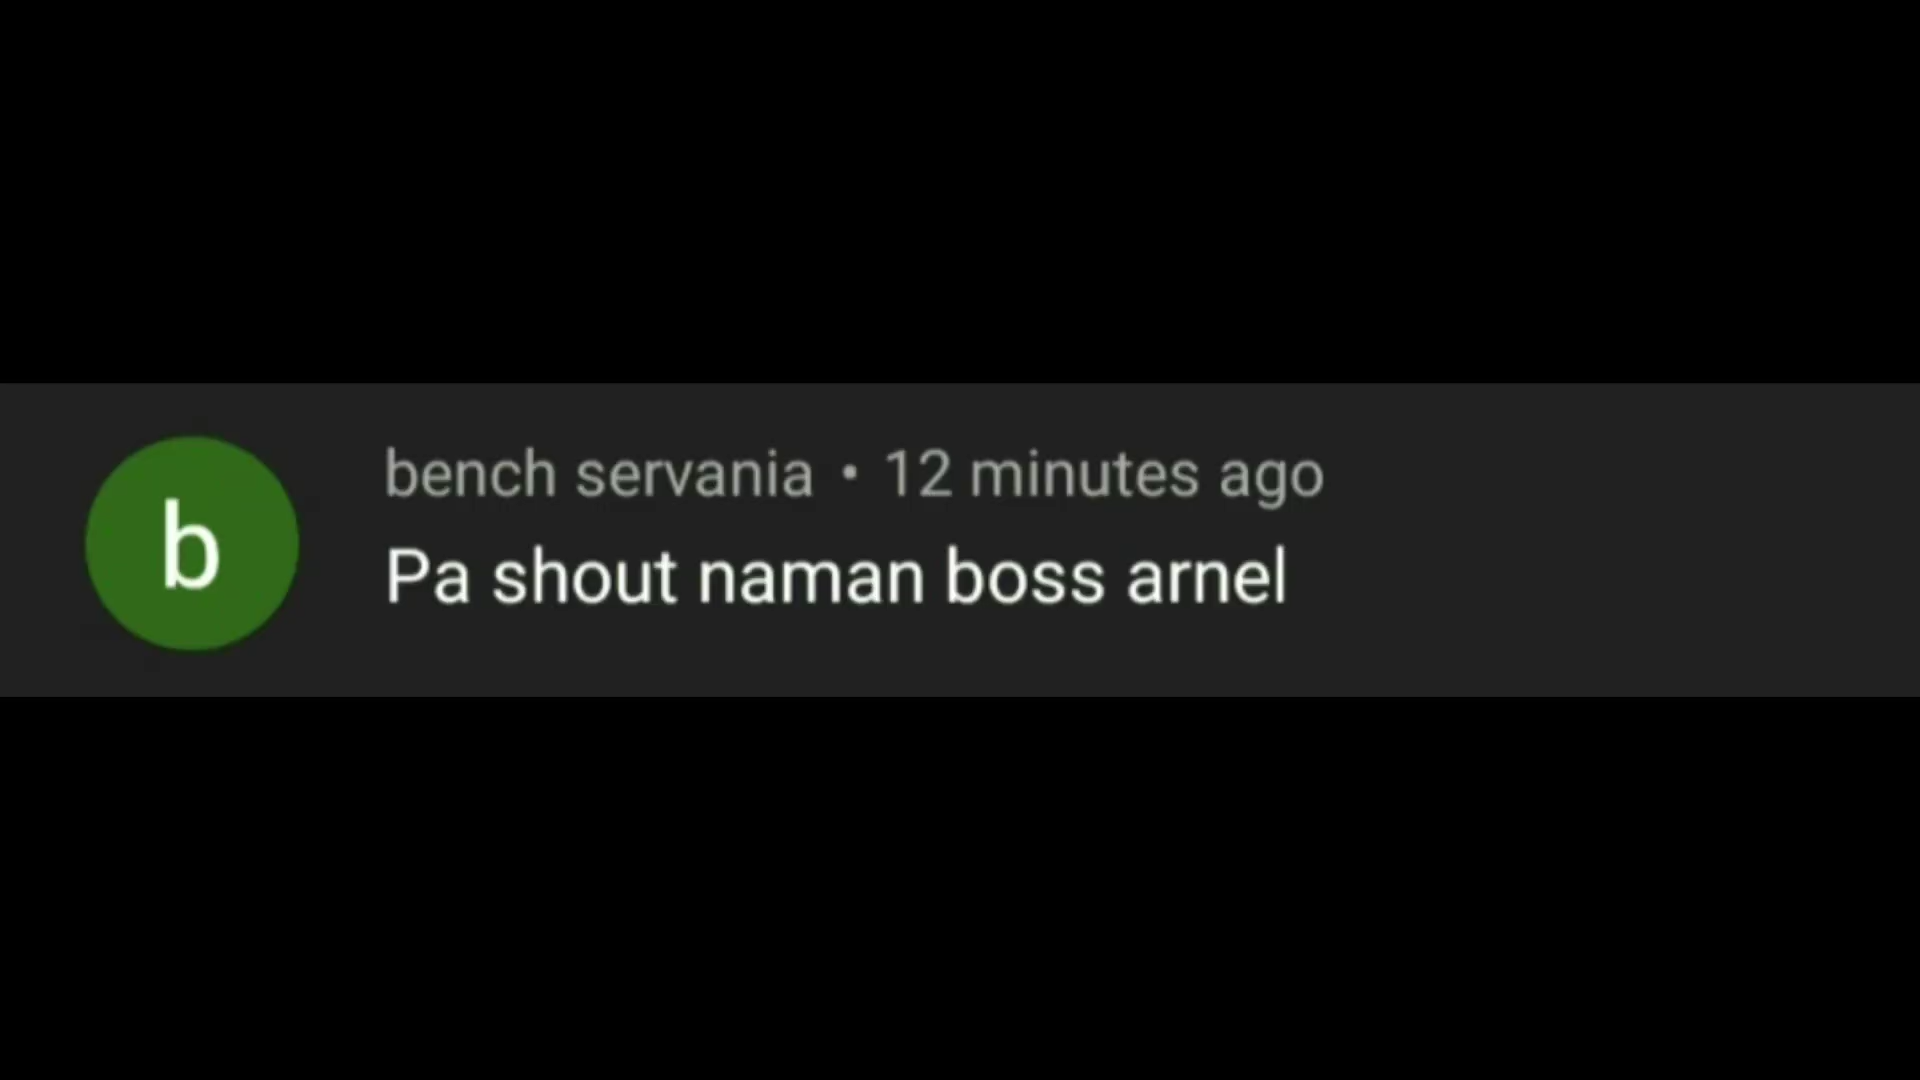 b
bench servania • 12 minutes ago
Pa shout naman boss arnel